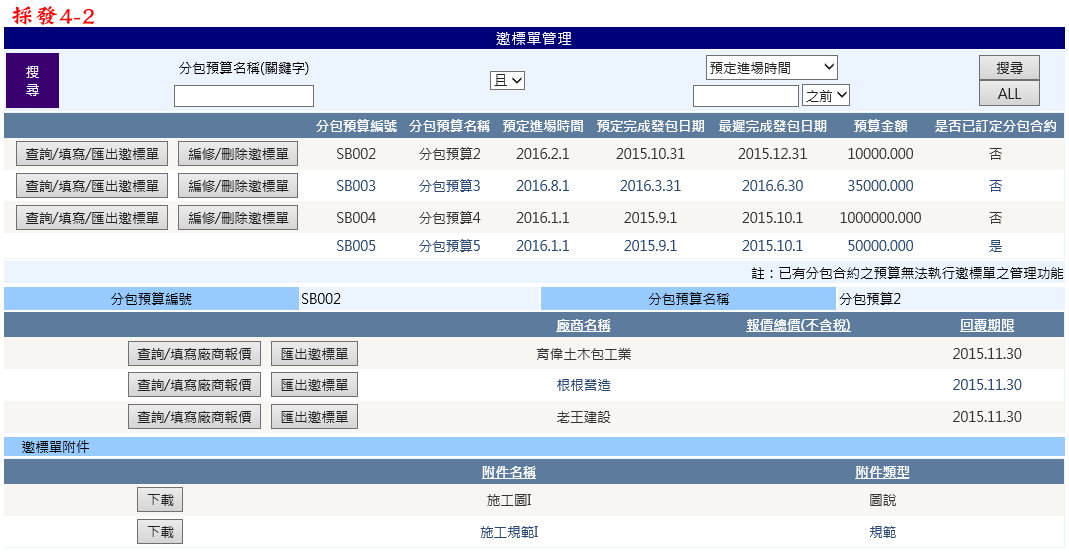 採發4-2
邀標單管理
搜尋 分包預算名稱(關鍵字) 且 預定進場時間 之前 搜尋 ALL
分包預算編號 分包預算名稱 預定進場時間 預定完成發包日期 最遲完成發包日期 預算金額 是否已訂定分包合約
查詢/填寫/匯出邀標單 編修/刪除邀標單 SB002 分包預算2 2016.2.1 2015.10.31 2015.12.31 10000.000 否
查詢/填寫/匯出邀標單 編修/刪除邀標單 SB003 分包預算3 2016.8.1 2016.3.31 2016.6.30 35000.000 否
查詢/填寫/匯出邀標單 編修/刪除邀標單 SB004 分包預算4 2016.1.1 2015.9.1 2015.10.1 1000000.000 否
SB005 分包預算5 2016.1.1 2015.9.1 2015.10.1 50000.000 是
註：已有分包合約之預算無法執行邀標單之管理功能
分包預算編號 SB002 分包預算名稱 分包預算2
廠商名稱 報價總價(不含稅) 回覆期限
查詢/填寫廠商報價 匯出邀標單 育偉土木包工業 2015.11.30
查詢/填寫廠商報價 匯出邀標單 根根營造 2015.11.30
查詢/填寫廠商報價 匯出邀標單 老王建設 2015.11.30
邀標單附件
附件名稱 附件類型
下載 施工圖I 圖說
下載 施工規範I 規範